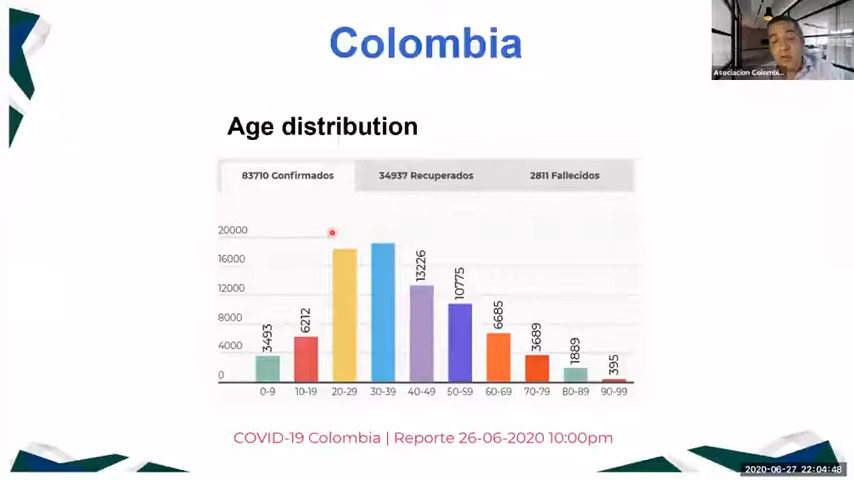 Colombia
Asociacion Colombi...
Age distribution
83710 Confirmados 34937 Recuperados 2811 Fallecidos
20000
16000
12000
8000
4000
0
3493
6212
13226
10775
6685
3689
1889
395
0-9 10-19 20-29 30-39 40-49 50-59 60-69 70-79 80-89 90-99
COVID-19 Colombia | Reporte 26-06-2020 10:00pm
2020-06-27 22:04:48